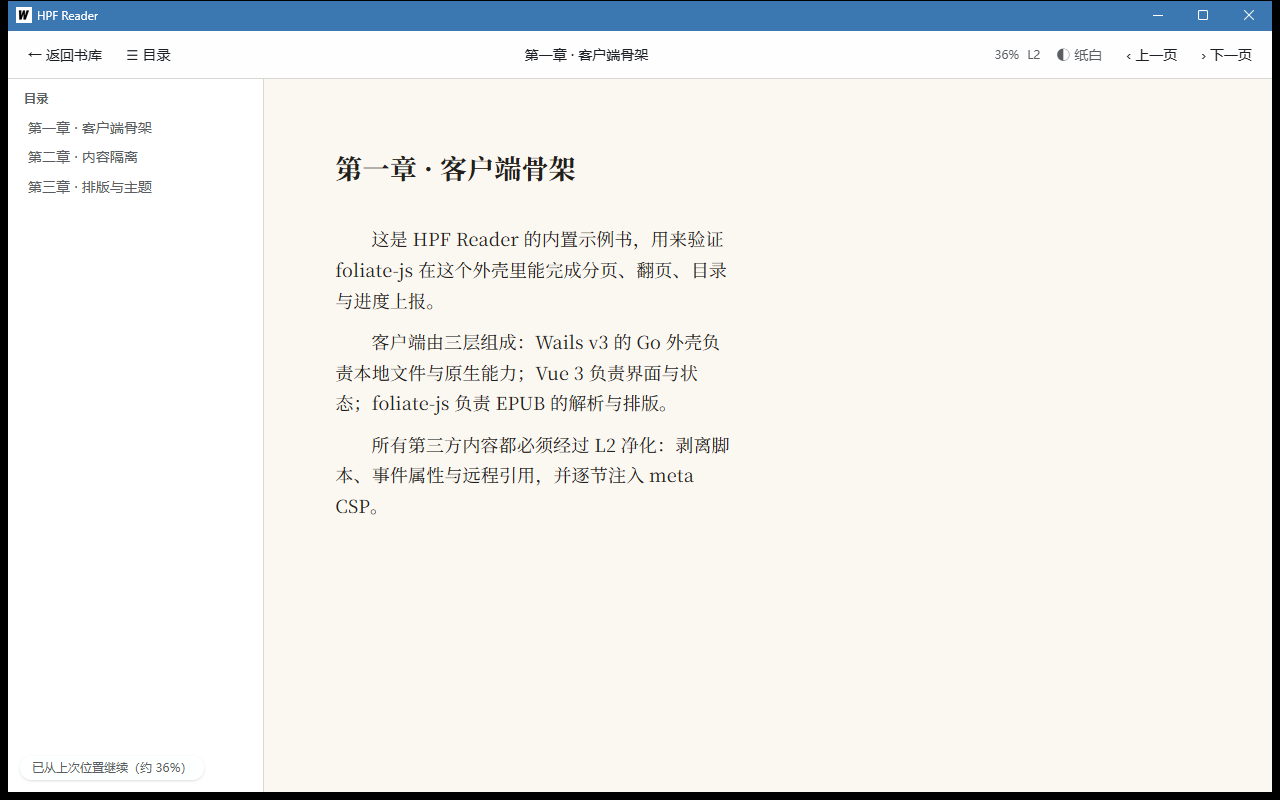 W HPF Reader
← 返回书库 ☰ 目录 第一章 · 客户端骨架 36% L2 纸白 ‹ 上一页 › 下一页
目录
第一章 · 客户端骨架
第二章 · 内容隔离
第三章 · 排版与主题
第一章 · 客户端骨架
这是 HPF Reader 的内置示例书，用来验证
foliate-js 在这个外壳里能完成分页、翻页、目录
与进度上报。
客户端由三层组成：Wails v3 的 Go 外壳负
责本地文件与原生能力；Vue 3 负责界面与状
态；foliate-js 负责 EPUB 的解析与排版。
所有第三方内容都必须经过 L2 净化：剥离脚
本、事件属性与远程引用，并逐节注入 meta
CSP。
已从上次位置继续（约 36%）